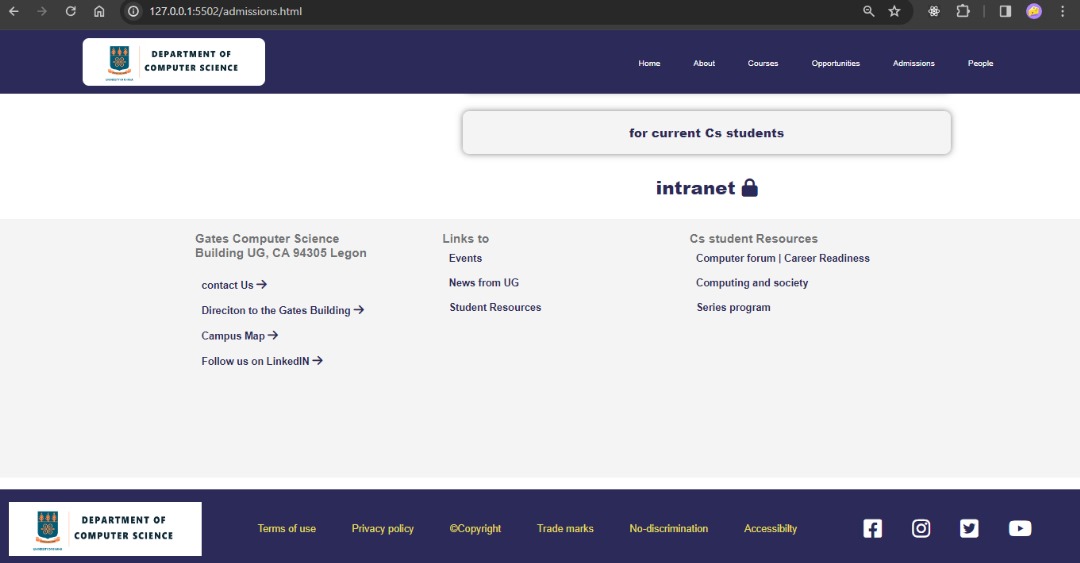 127.0.0.1:5502/admissions.html
DEPARTMENT OF
COMPUTER SCIENCE
Home About Courses Opportunities Admissions People
for current Cs students
intranet
Gates Computer Science
Building UG, CA 94305 Legon
contact Us
Direciton to the Gates Building
Campus Map
Follow us on LinkedIN
Links to
Events
News from UG
Student Resources
Cs student Resources
Computer forum | Career Readiness
Computing and society
Series program
DEPARTMENT OF
COMPUTER SCIENCE
Terms of use Privacy policy ©Copyright Trade marks No-discrimination Accessibilty